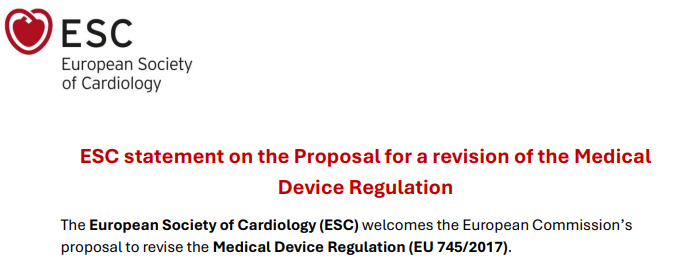 ESC
European Society
of Cardiology
ESC statement on the Proposal for a revision of the Medical
Device Regulation
The European Society of Cardiology (ESC) welcomes the European Commission's
proposal to revise the Medical Device Regulation (EU 745/2017).